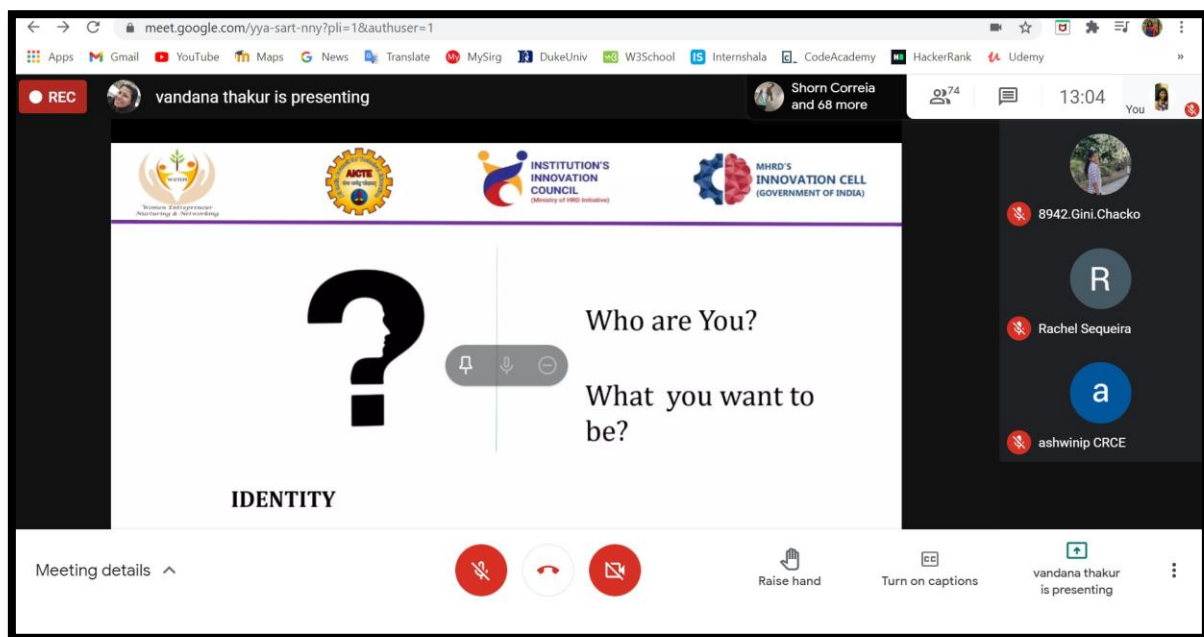 meet.google.com/yya-sart-nny?pli=1&authuser=1
Apps Gmail YouTube Maps News Translate MySirg DukeUniv W3School Internshala CodeAcademy HackerRank Udemy »
REC vandana thakur is presenting
Shorn Correia
and 68 more
74
13:04
You
wenn
Women Entrepreneur
Nurturing & Networking
AICTE
INSTITUTION'S
INNOVATION
COUNCIL
(Ministry of HRD Initiative)
MHRD'S
INNOVATION CELL
(GOVERNMENT OF INDIA)
8942.Gini.Chacko
R
Rachel Sequeira
a
ashwinip CRCE
Who are You?
What you want to
be?
IDENTITY
Meeting details
Raise hand
Turn on captions
vandana thakur
is presenting